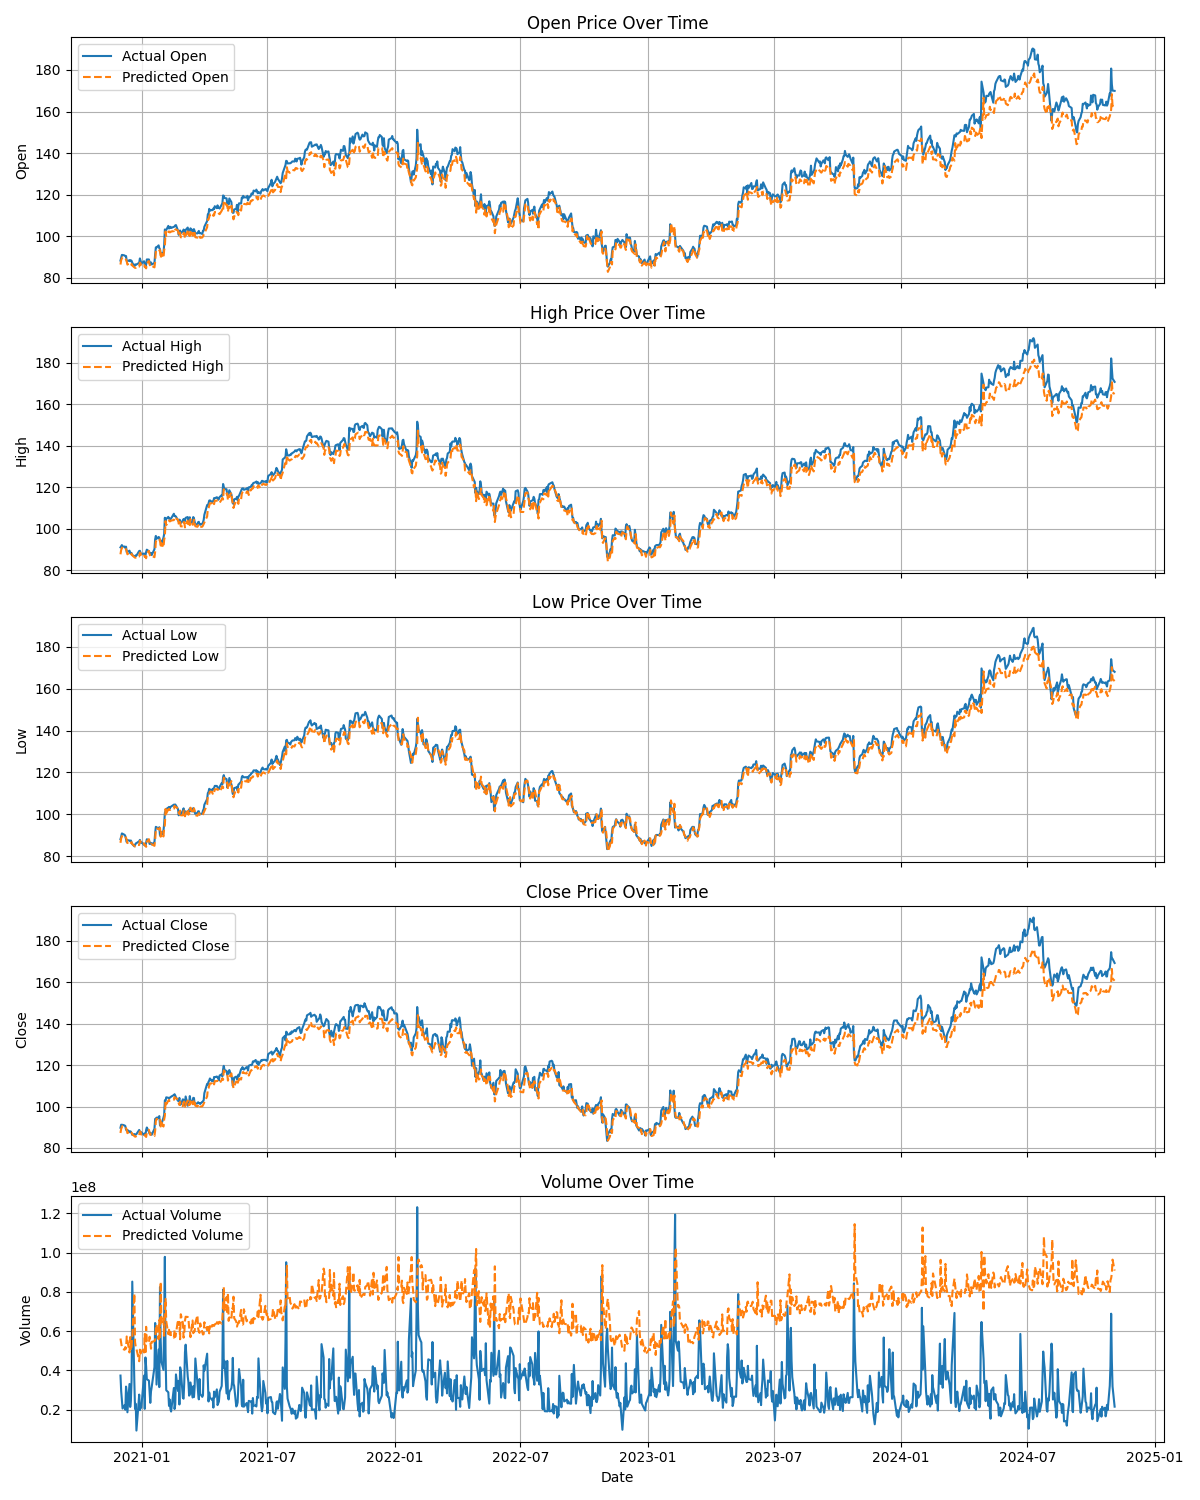 Open Price Over Time
Actual Open
Predicted Open
180
160
140
120
100
80
Open
High Price Over Time
Actual High
Predicted High
180
160
140
120
100
80
High
Low Price Over Time
Actual Low
Predicted Low
180
160
140
120
100
80
Low
Close Price Over Time
Actual Close
Predicted Close
180
160
140
120
100
80
Close
Volume Over Time
1e8
Actual Volume
Predicted Volume
1.2
1.0
0.8
0.6
0.4
0.2
Volume
2021-01 2021-07 2022-01 2022-07 2023-01 2023-07 2024-01 2024-07 2025-01
Date